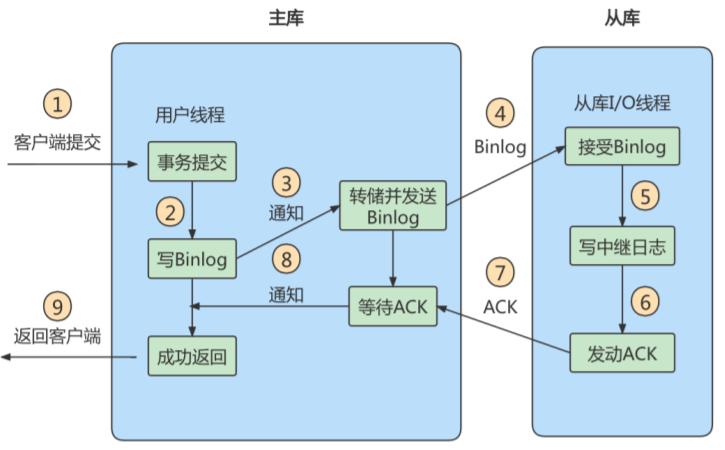 主库
从库
①
客户端提交
用户线程
事务提交
②
写Binlog
③
通知
转储并发送
Binlog
④
Binlog
从库I/O线程
接受Binlog
⑤
写中继日志
⑥
发动ACK
⑦
ACK
等待ACK
⑧
通知
成功返回
⑨
返回客户端